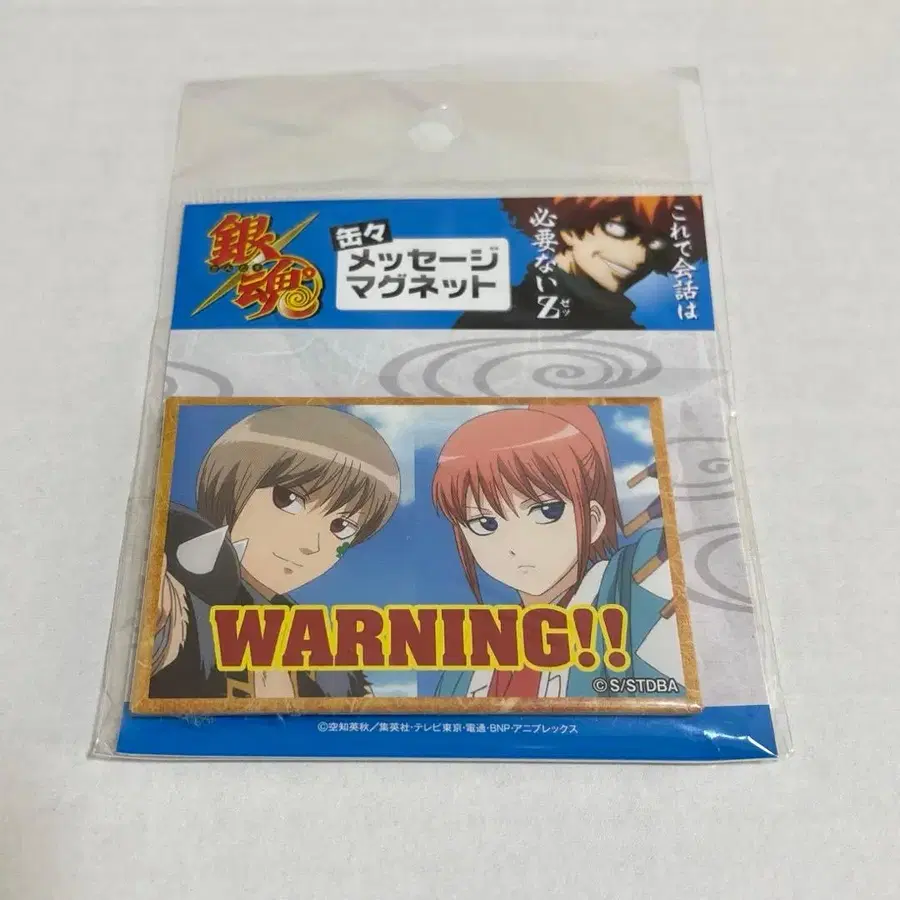 銀魂
缶々
メッセージ
マグネット
これで会話は
必要ないZ
ゼッ
WARNING!!
©S/STDBA
©空知英秋／集英社・テレビ東京・電通・BNP・アニプレックス